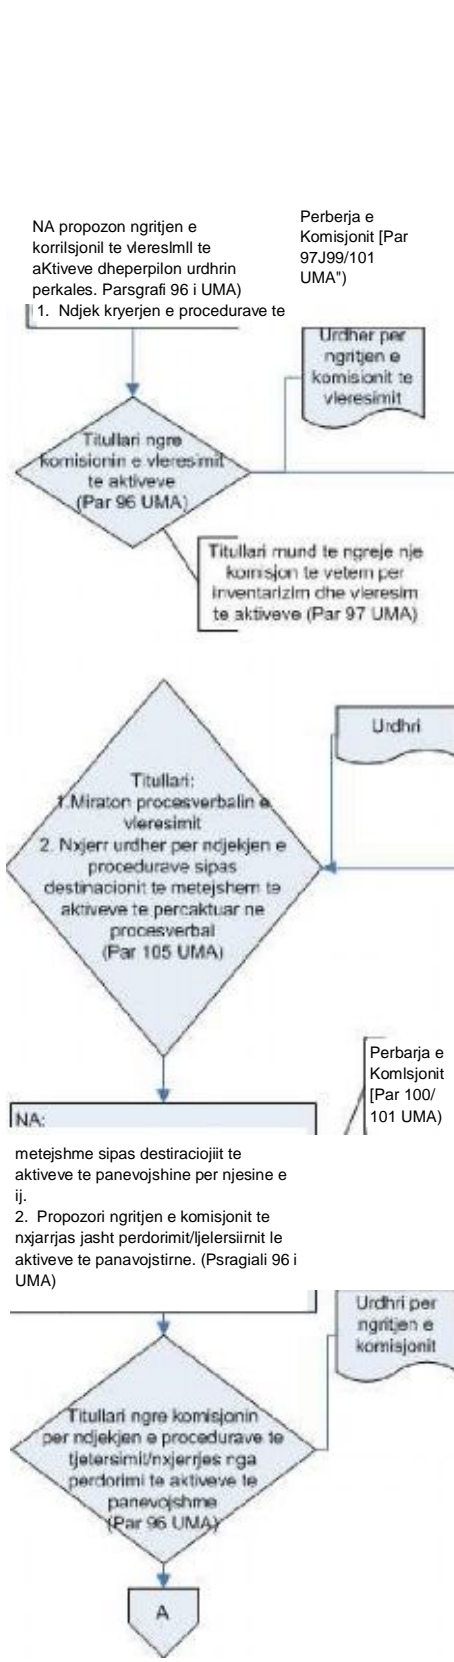 NA propozon ngritjen e
korrilsjonil te vlereslmll te
aKtiveve dheperpilon urdhrin
perkales. Parsgrafi 96 i UMA)
1. Ndjek kryerjen e procedurave te
Perberja e
Komisjonit [Par
97J99/101
UMA")
Urdher per
ngritjen e
komisionit te
vleresimit
Titullari ngre
komisionin e vleresimit
te aktiveve
(Par 96 UMA)
Titullari mund te ngreje nje
komisjon te vetem per
inventarizim dhe vleresim
te aktiveve (Par 97 UMA)
Urdhri
Titullari:
1.Miraton procesverbalin e
vleresimit
2. Nxjerr urdher per ndjekjen e
procedurave sipas
destinacionit te metejshem te
aktiveve te percaktuar ne
procesverbal
(Par 105 UMA)
Perbarja e
Komlsjonit
[Par 100/
101 UMA)
NA:
metejshme sipas destiraciojiit te
aktiveve te panevojshine per njesine e
ij.
2. Propozori ngritjen e komisjonit te
nxjarrjas jasht perdorimit/ljelersiirnit le
aktiveve te panavojstirne. (Psragiali 96 i
UMA)
Urdhri per
ngritjen e
komisjonit
Titullari ngre komisjonin
per ndjekjen e procedurave te
tjetersimit/nxjerrjes nga
perdorimi te aktiveve te
panevojshme
(Par 96 UMA)
A